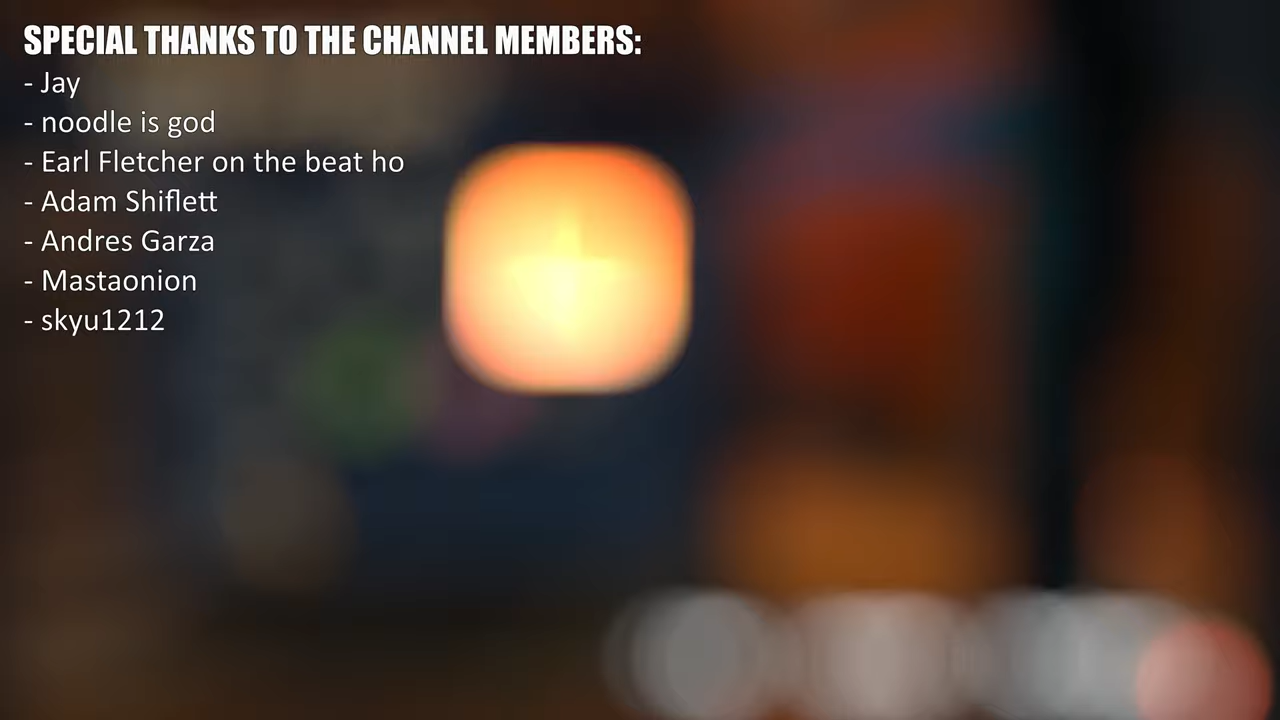 SPECIAL THANKS TO THE CHANNEL MEMBERS:
- Jay
- noodle is god
- Earl Fletcher on the beat ho
- Adam Shiflett
- Andres Garza
- Mastaonion
- skyu1212